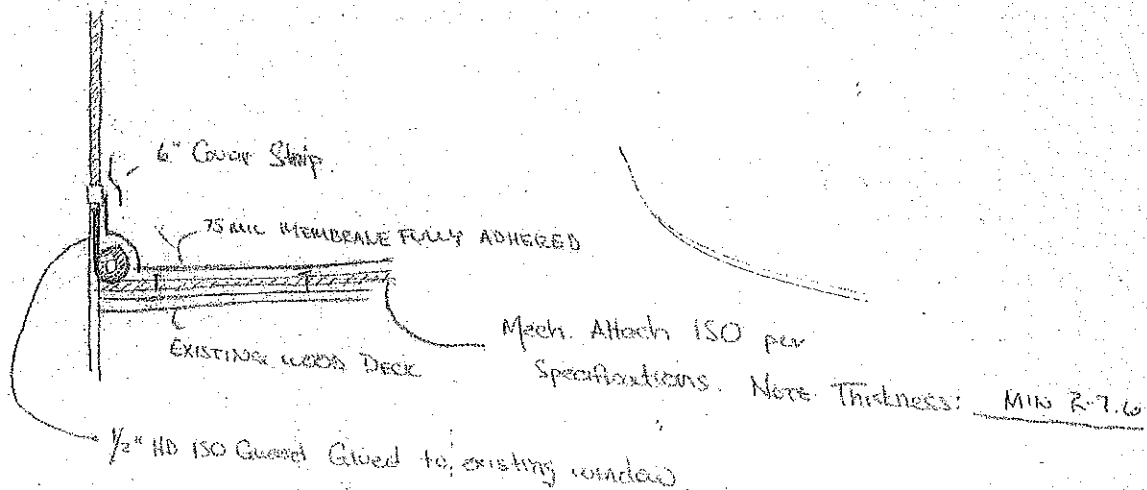 6" Cover Strip.
75 MIL MEMBRANE FULLY ADHERED
EXISTING WOOD DECK
Mech. Attach ISO per
Specifications. Note Thickness: MIN R-7.6
1/2" HD ISO Guard Glued to existing window